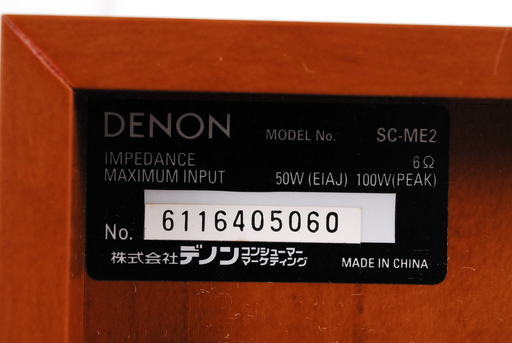 DENON MODEL No. SC-ME2
IMPEDANCE 6Ω
MAXIMUM INPUT 50W (EIAJ) 100W(PEAK)
No. 6116405060
株式会社デノン コンシューマー
マーケティング
MADE IN CHINA